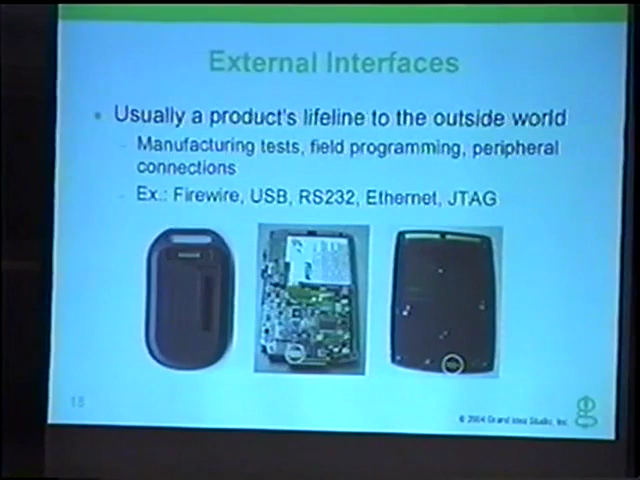 External Interfaces
Usually a product's lifeline to the outside world
Manufacturing tests, field programming, peripheral
connections
Ex.: Firewire, USB, RS232, Ethernet, JTAG
18
© 2004 Grand Idea Studio, Inc.